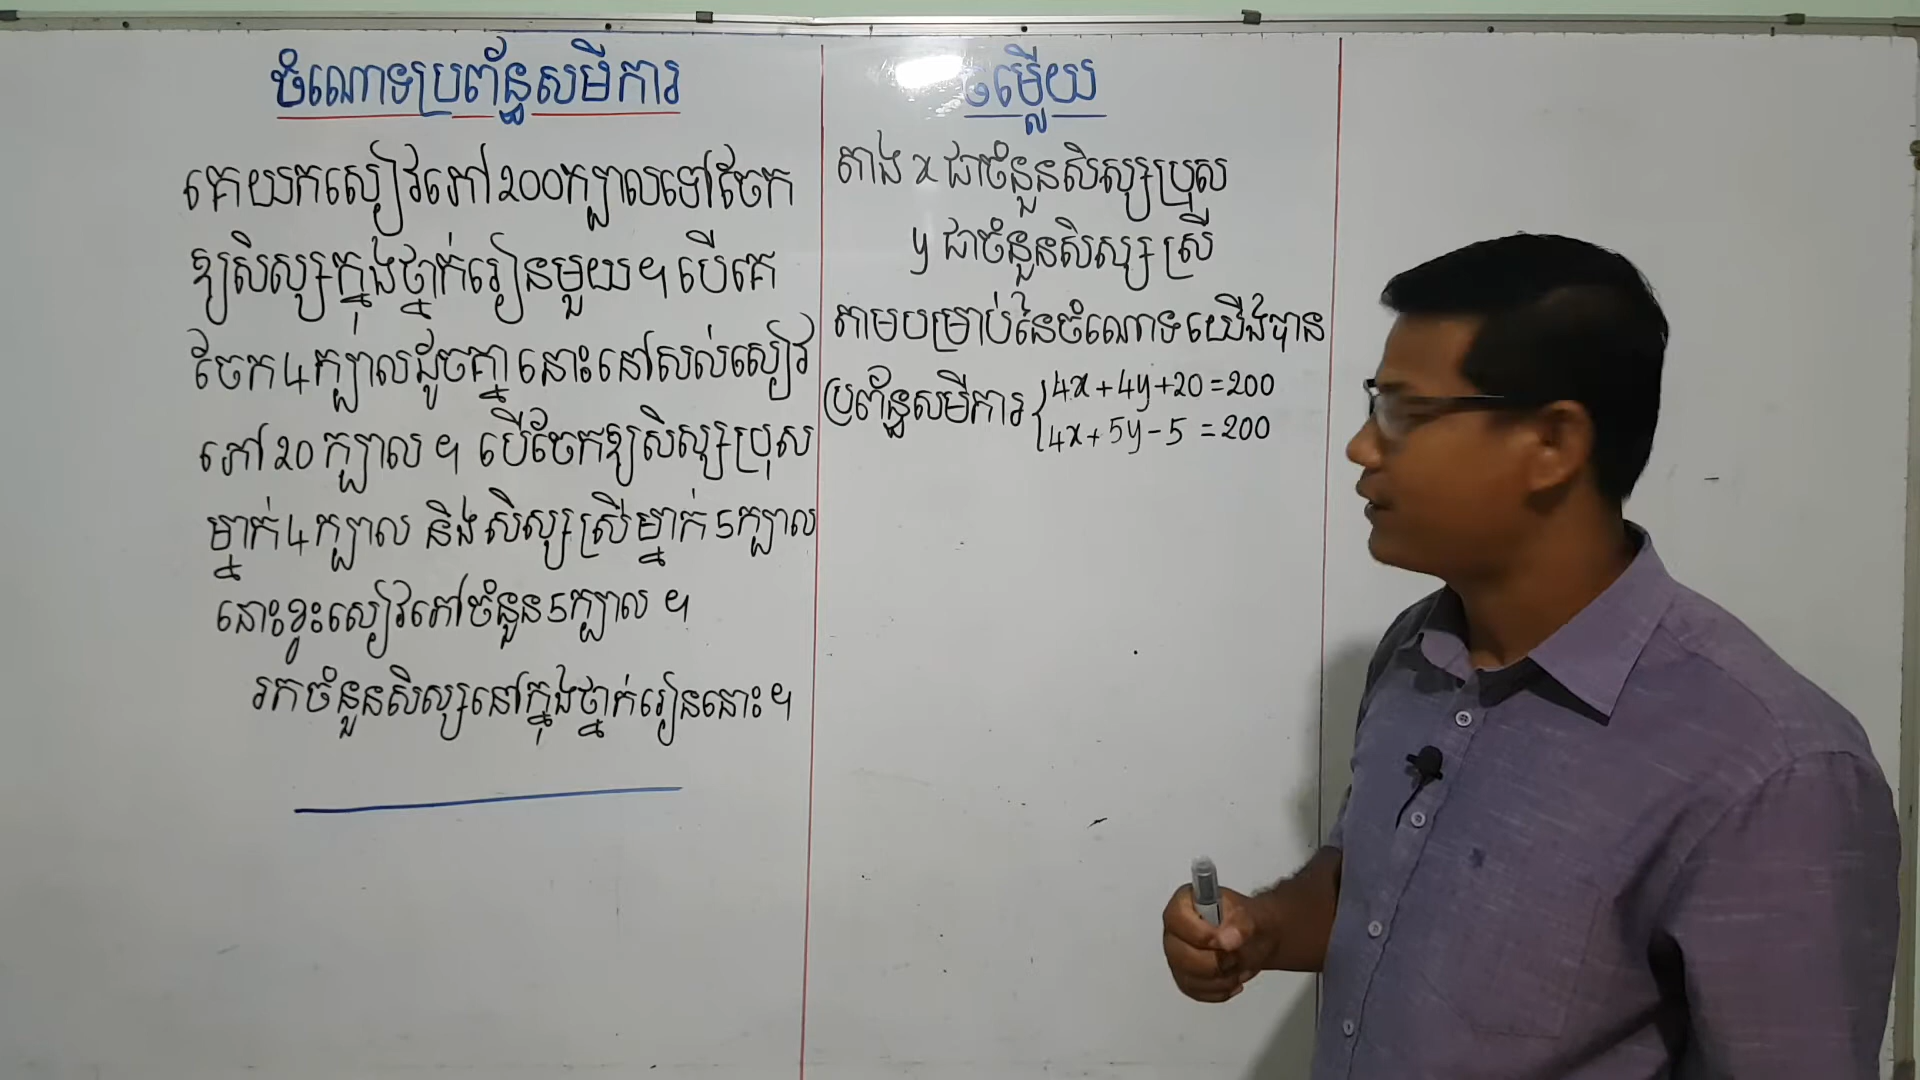 ចំណោទប្រព័ន្ធសមីការ
គេយកសៀវភៅ 200ក្បាលទៅចែក
ឱ្យសិស្សក្នុងថ្នាក់រៀនមួយ។ បើគេ
ចែក 4 ក្បាលដូចគ្នា នោះនៅសល់សៀវ
ភៅ 20 ក្បាល ។ បើចែកឱ្យសិស្សប្រុស
ម្នាក់ 4 ក្បាល និងសិស្សស្រីម្នាក់ 5 ក្បាល
នោះខ្វះសៀវភៅចំនួន 5 ក្បាល ។
រកចំនួនសិស្សនៅក្នុងថ្នាក់រៀននោះ។
ចម្លើយ
តាង x ជាចំនួនសិស្សប្រុស
y ជាចំនួនសិស្ស ស្រី
តាមបម្រាប់នៃចំណោទ យើងបាន
ប្រព័ន្ធសមីការ { 4x + 4y + 20 = 200
4x + 5y - 5 = 200